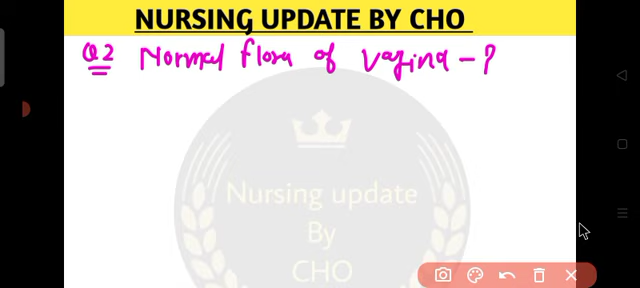 NURSING UPDATE BY CHO
Q2 Normal flora of vagina - ?
Nursing update
By
CHO